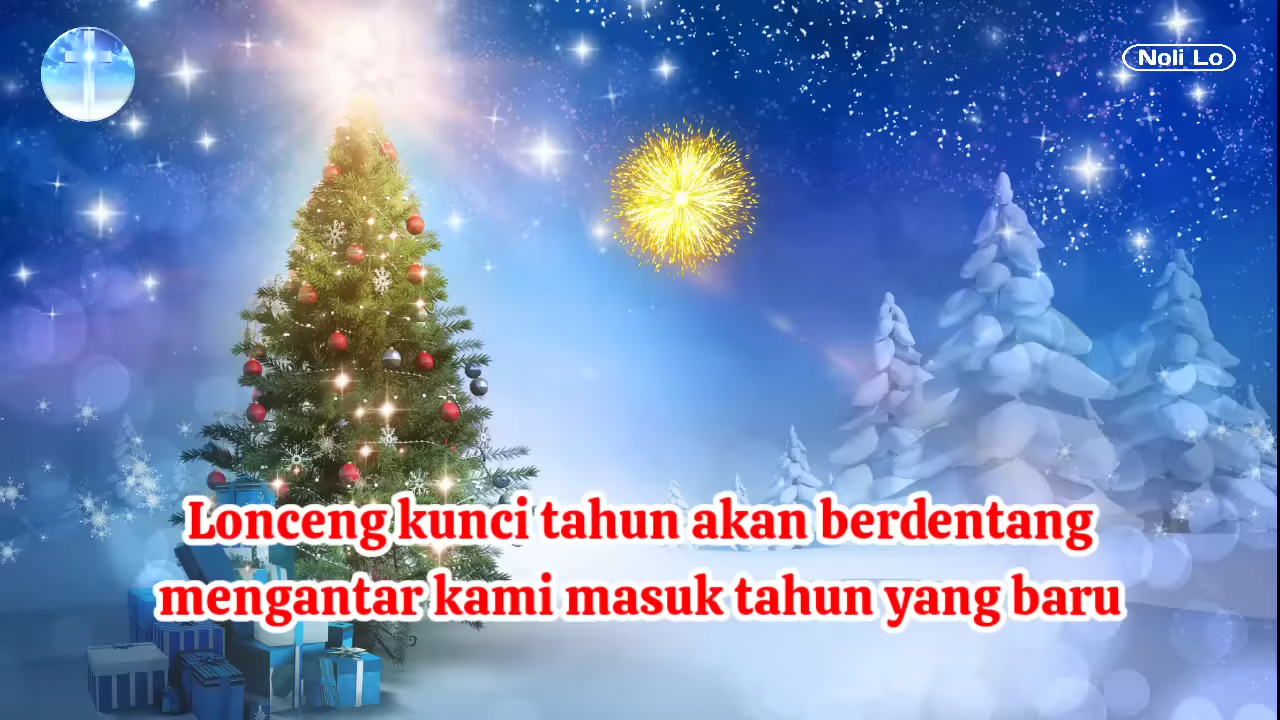 Noli Lo
Lonceng kunci tahun akan berdentang
mengantar kami masuk tahun yang baru